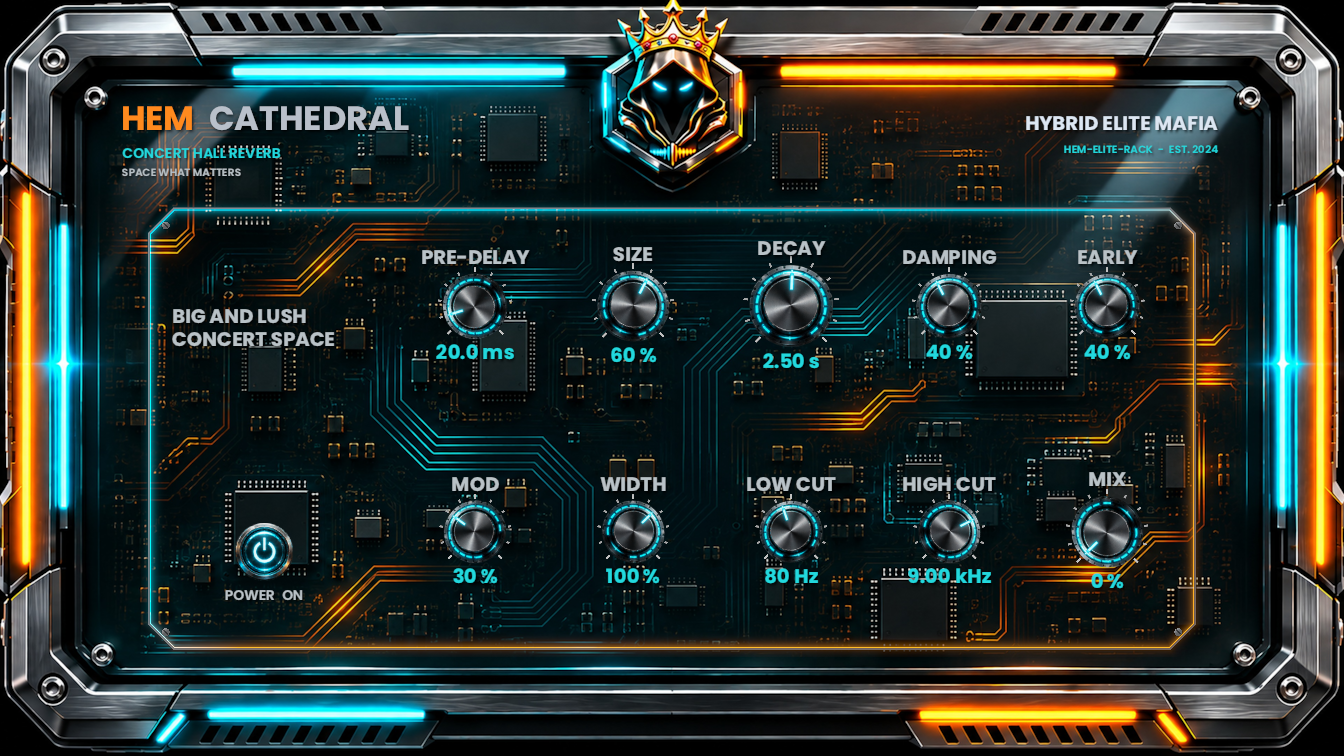 HEM CATHEDRAL
CONCERT HALL REVERB
SPACE WHAT MATTERS
HYBRID ELITE MAFIA
HEM-ELITE-RACK - EST. 2024
BIG AND LUSH
CONCERT SPACE
PRE-DELAY
20.0 ms
SIZE
60 %
DECAY
2.50 s
DAMPING
40 %
EARLY
40 %
POWER ON
MOD
30 %
WIDTH
100 %
LOW CUT
80 Hz
HIGH CUT
9.00 kHz
MIX
0 %